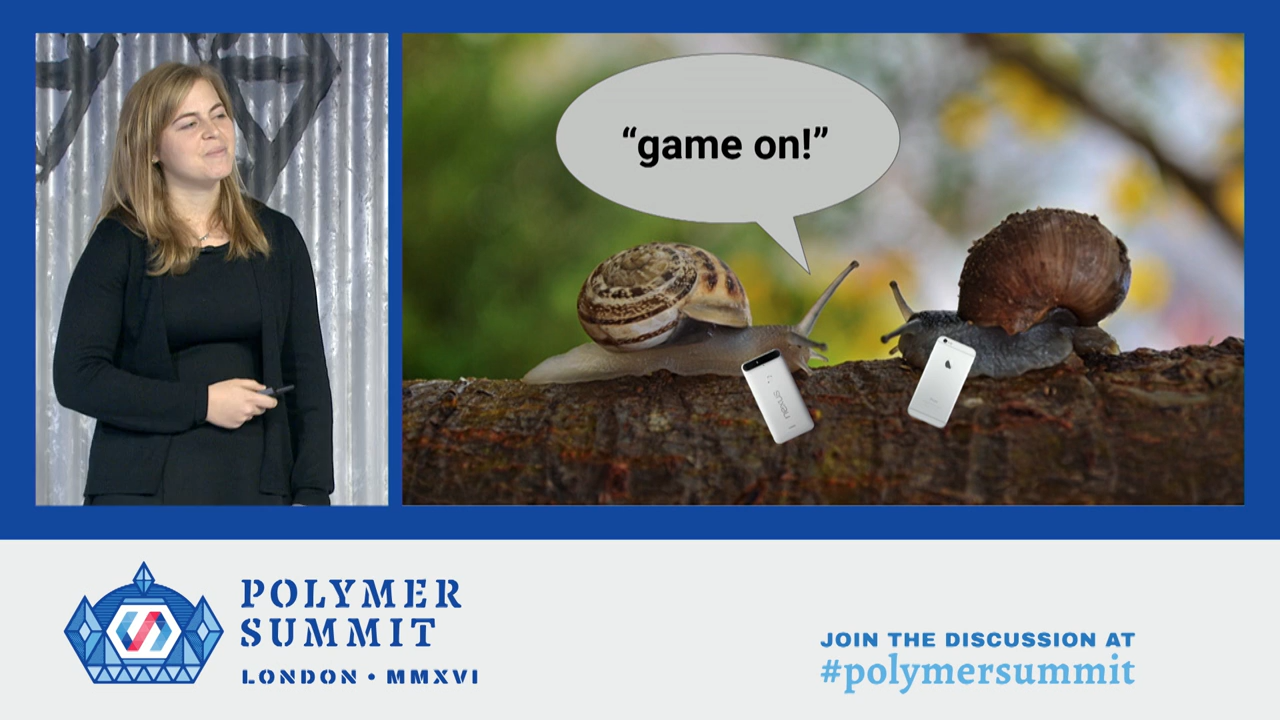 “game on!”
nexus
POLYMER
SUMMIT
LONDON • MMXVI
JOIN THE DISCUSSION AT
#polymersummit